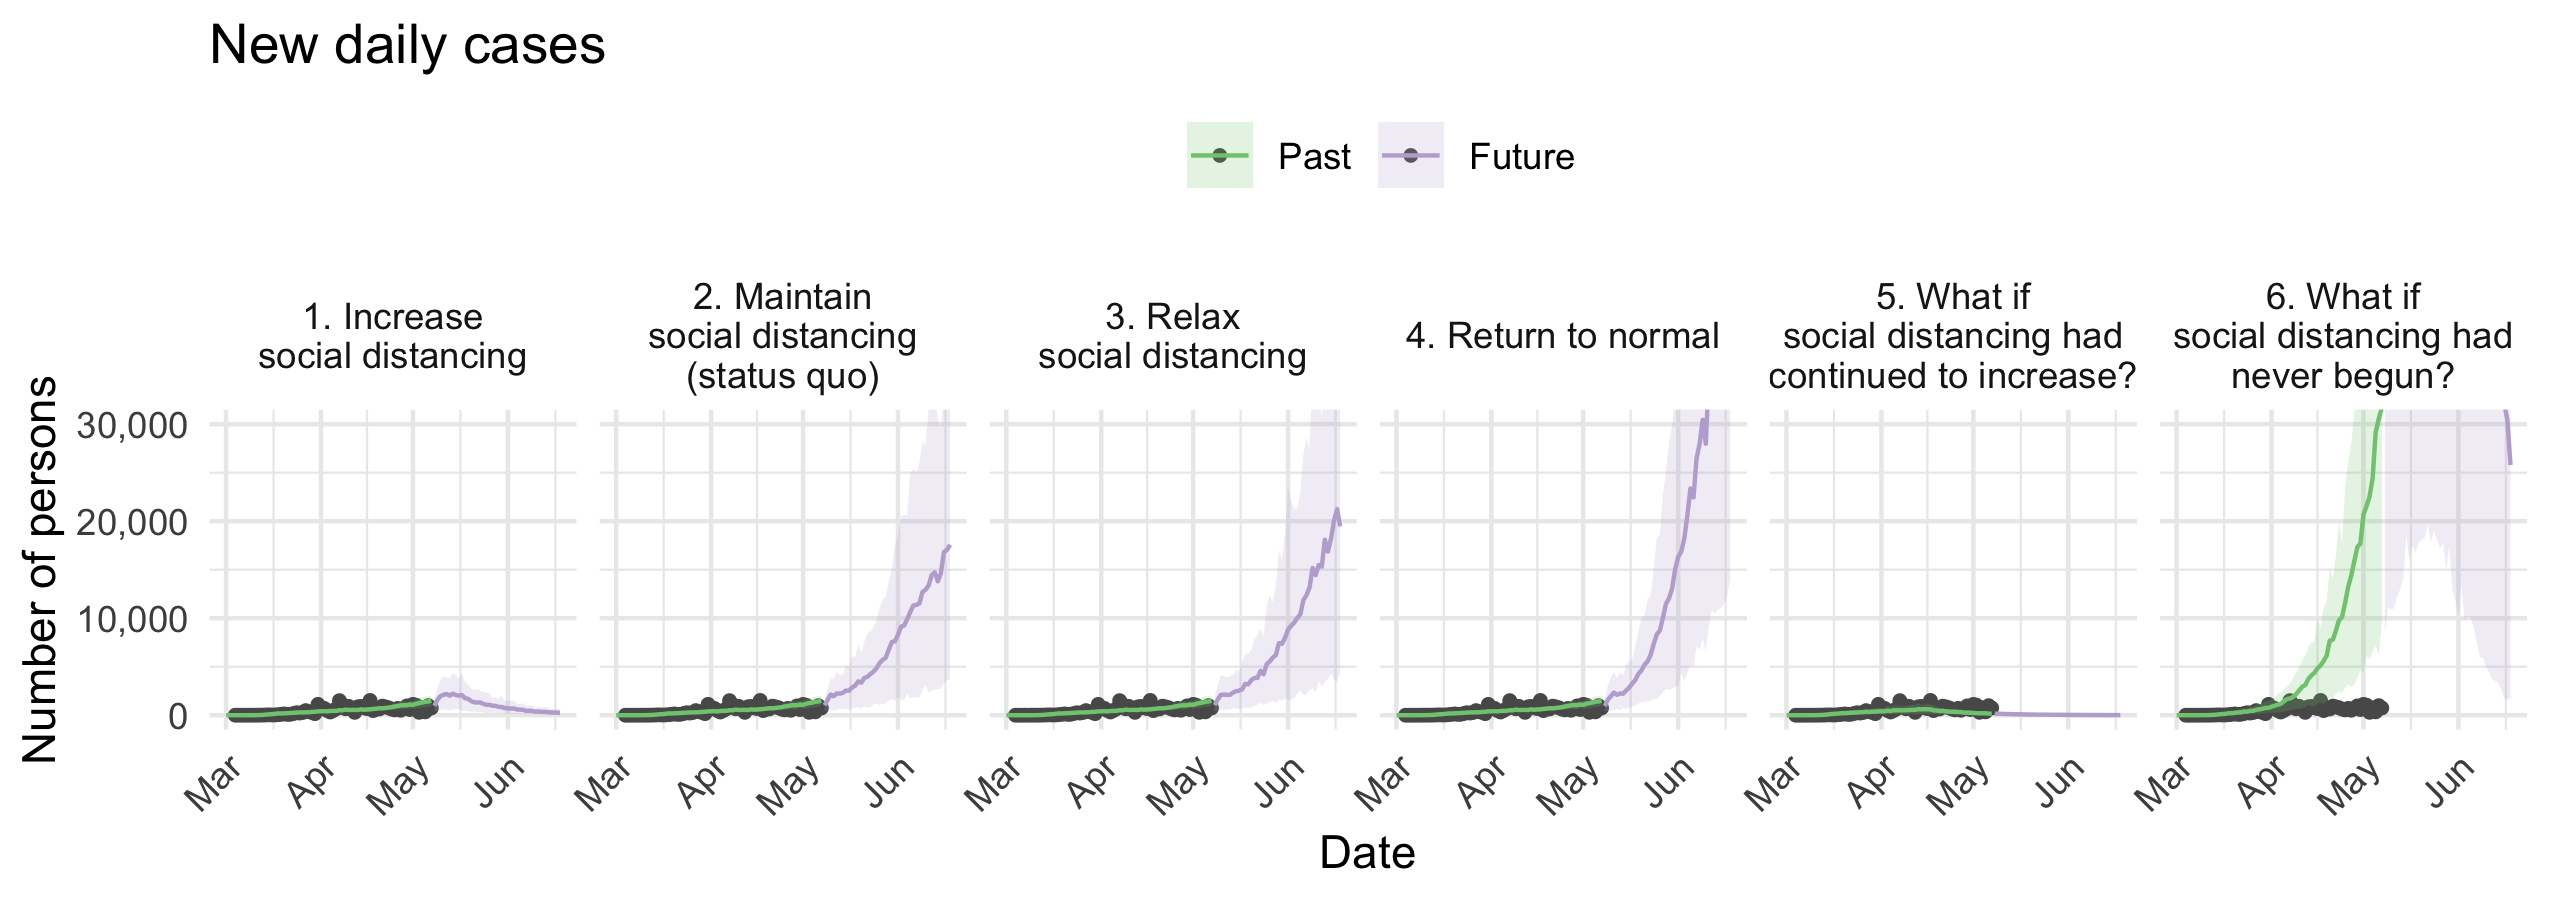 New daily cases
Past
Future
1. Increase
social distancing
2. Maintain
social distancing
(status quo)
3. Relax
social distancing
4. Return to normal
5. What if
social distancing had
continued to increase?
6. What if
social distancing had
never begun?
Number of persons
30,000
20,000
10,000
0
Mar
Apr
May
Jun
Mar
Apr
May
Jun
Mar
Apr
May
Jun
Mar
Apr
May
Jun
Mar
Apr
May
Jun
Mar
Apr
May
Jun
Date